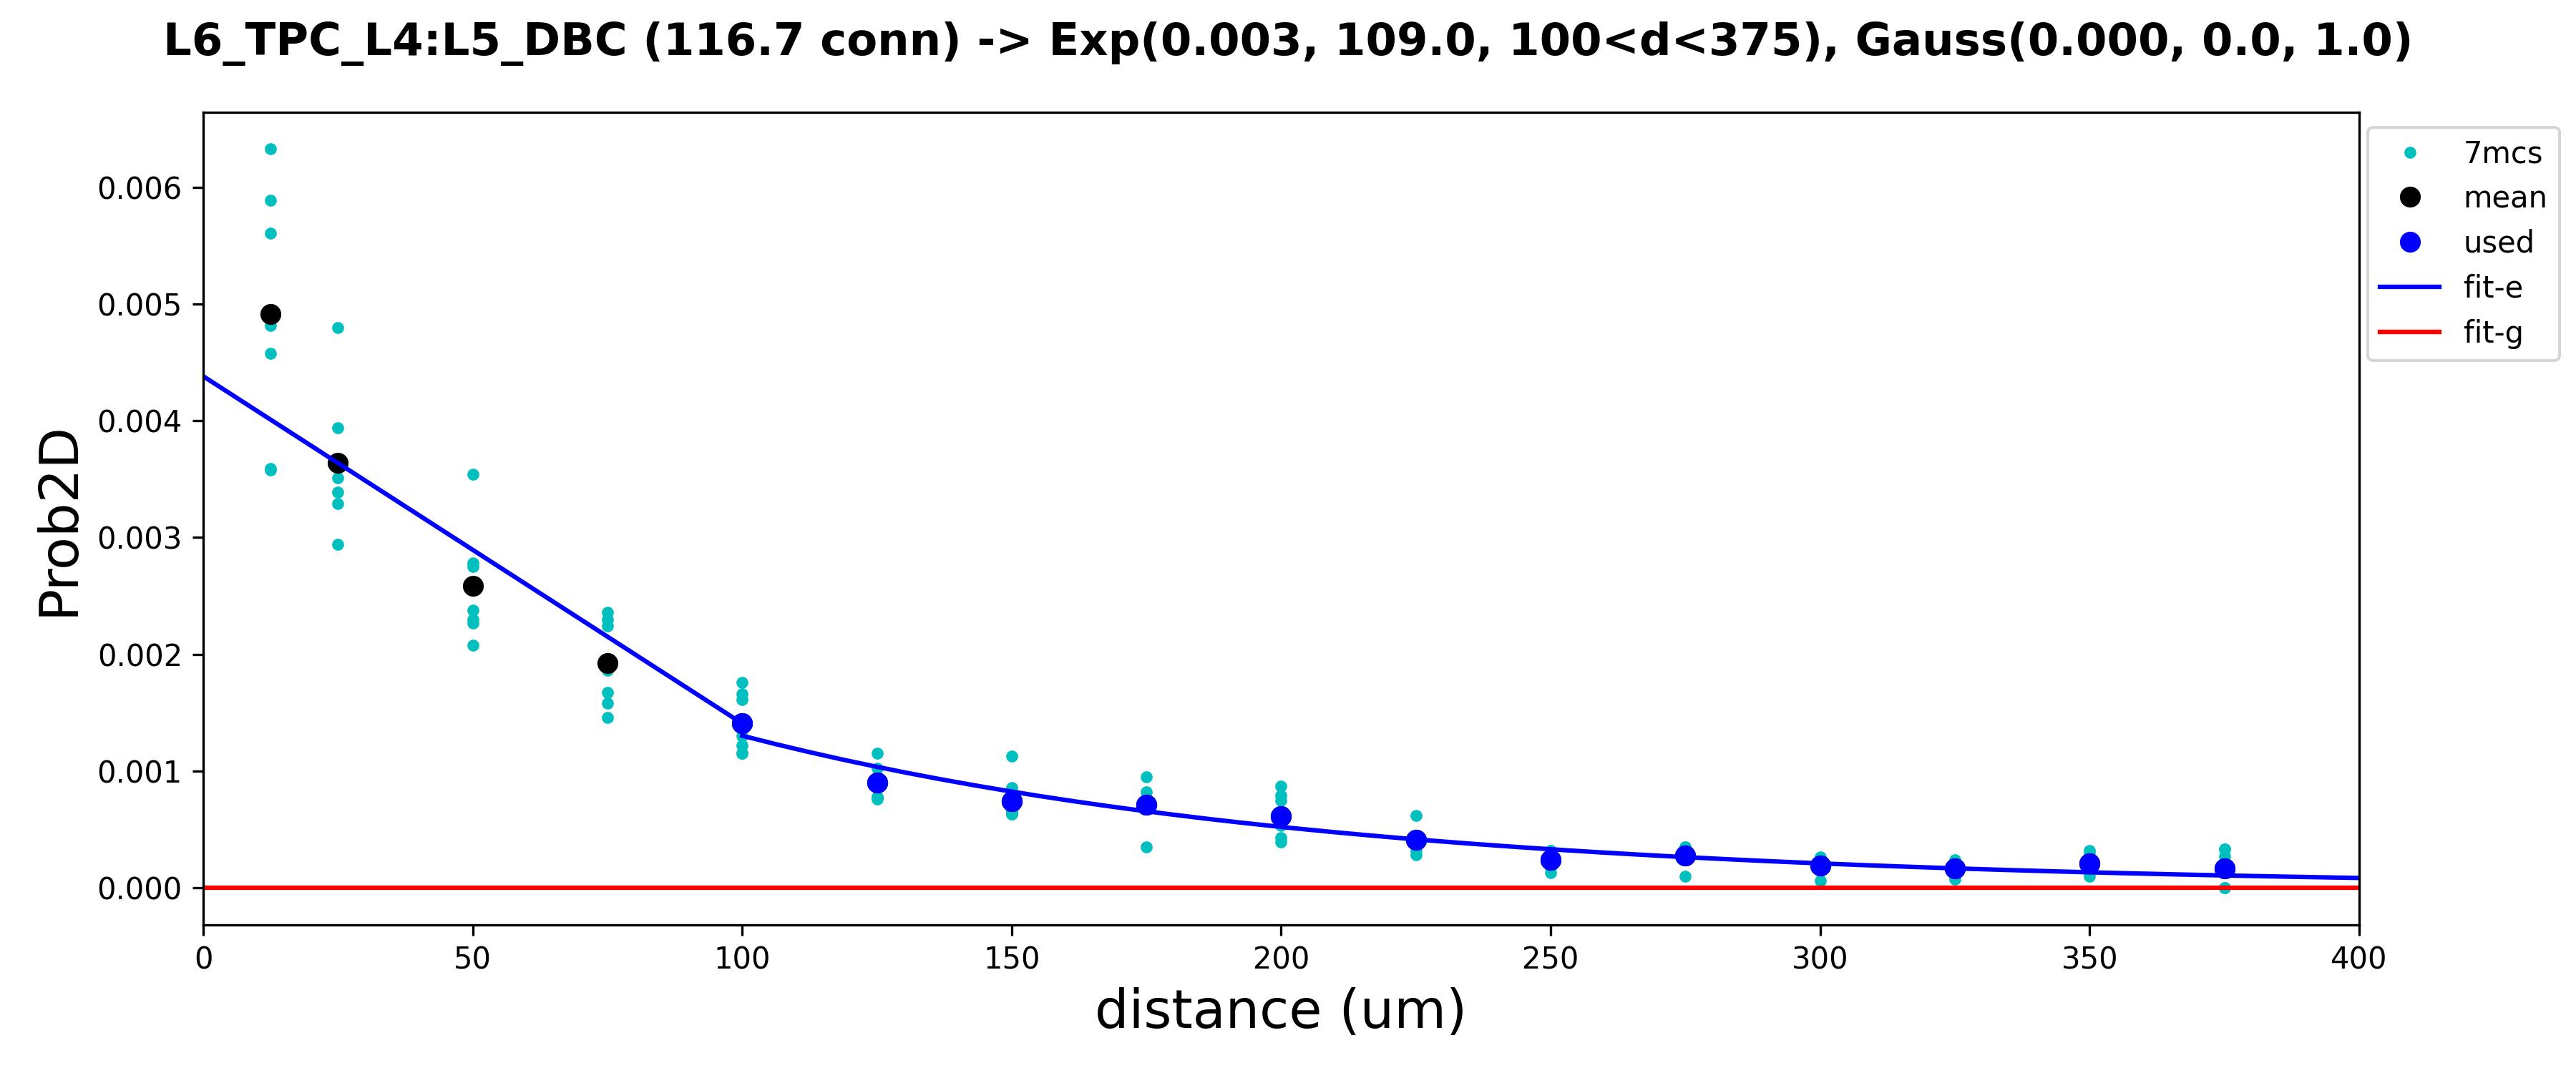 L6_TPC_L4:L5_DBC (116.7 conn) -> Exp(0.003, 109.0, 100<d<375), Gauss(0.000, 0.0, 1.0)
7mcs
mean
used
fit-e
fit-g
Prob2D
0.006
0.005
0.004
0.003
0.002
0.001
0.000
0 50 100 150 200 250 300 350 400
distance (um)